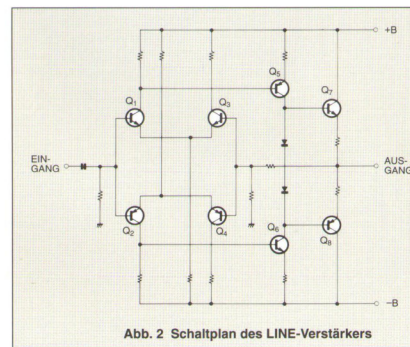 +B
Q5
Q1
Q3
Q7
EIN-
GANG
AUS-
GANG
Q2
Q4
Q6
Q8
−B
Abb. 2 Schaltplan des LINE-Verstärkers